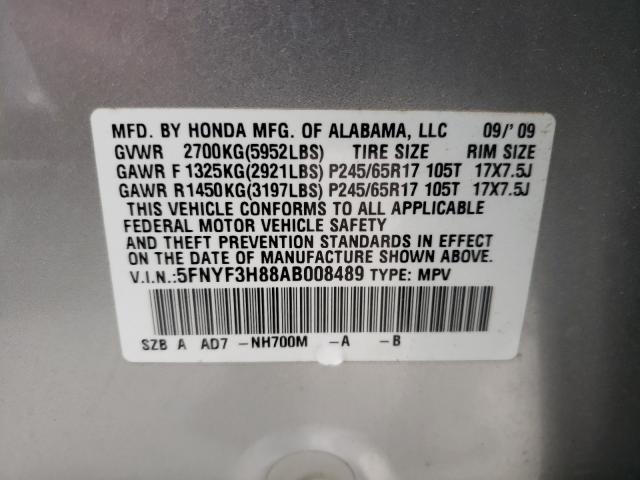 MFD. BY HONDA MFG. OF ALABAMA, LLC 09/'09
GVWR 2700KG(5952LBS) TIRE SIZE RIM SIZE
GAWR F 1325KG(2921LBS) P245/65R17 105T 17X7.5J
GAWR R1450KG(3197LBS) P245/65R17 105T 17X7.5J
THIS VEHICLE CONFORMS TO ALL APPLICABLE
FEDERAL MOTOR VEHICLE SAFETY
AND THEFT PREVENTION STANDARDS IN EFFECT
ON THE DATE OF MANUFACTURE SHOWN ABOVE.
V.I.N.:5FNYF3H88AB008489 TYPE: MPV
SZB A AD7 -NH700M -A -B